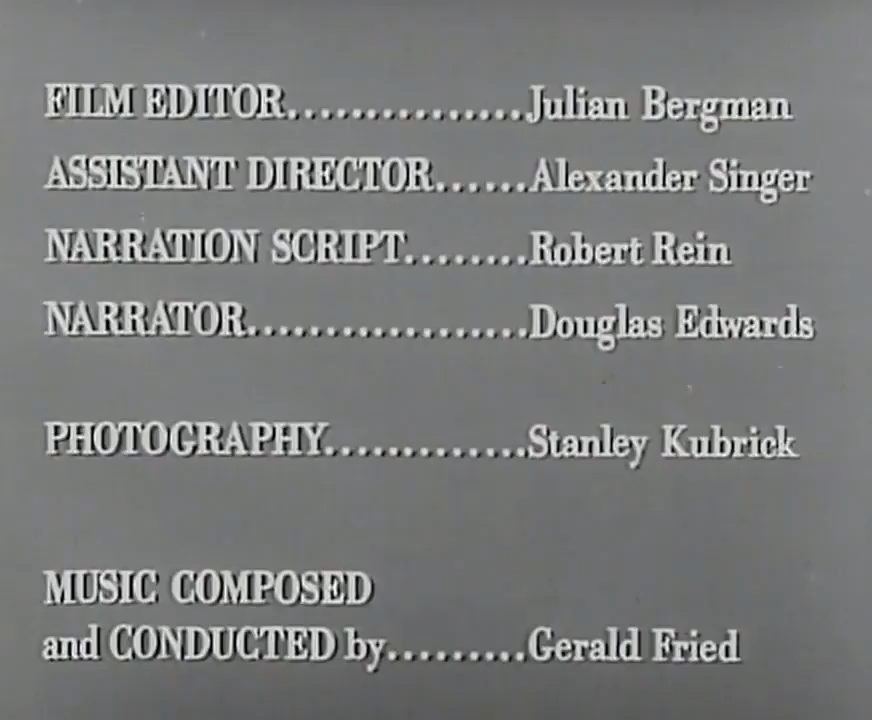 FILM EDITOR...............Julian Bergman
ASSISTANT DIRECTOR......Alexander Singer
NARRATION SCRIPT........Robert Rein
NARRATOR..................Douglas Edwards
PHOTOGRAPHY.............Stanley Kubrick
MUSIC COMPOSED
and CONDUCTED by.........Gerald Fried